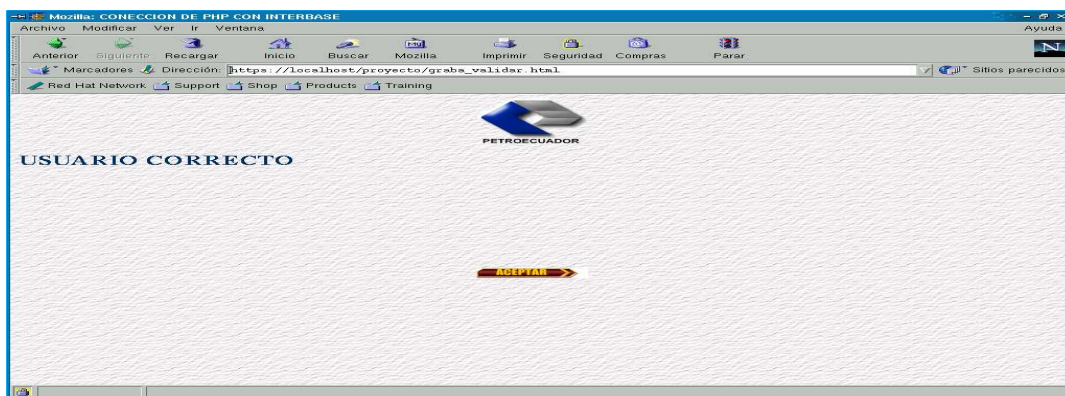 Mozilla: CONECCION DE PHP CON INTERBASE
Archivo Modificar Ver Ir Ventana Ayuda
Anterior Siguiente Recargar Inicio Buscar Mozilla Imprimir Seguridad Compras Parar
My
N
Marcadores Dirección: https://localhost/proyecto/graba_validar.html Sitios parecidos
Red Hat Network Support Shop Products Training
PETROECUADOR
USUARIO CORRECTO
ACEPTAR